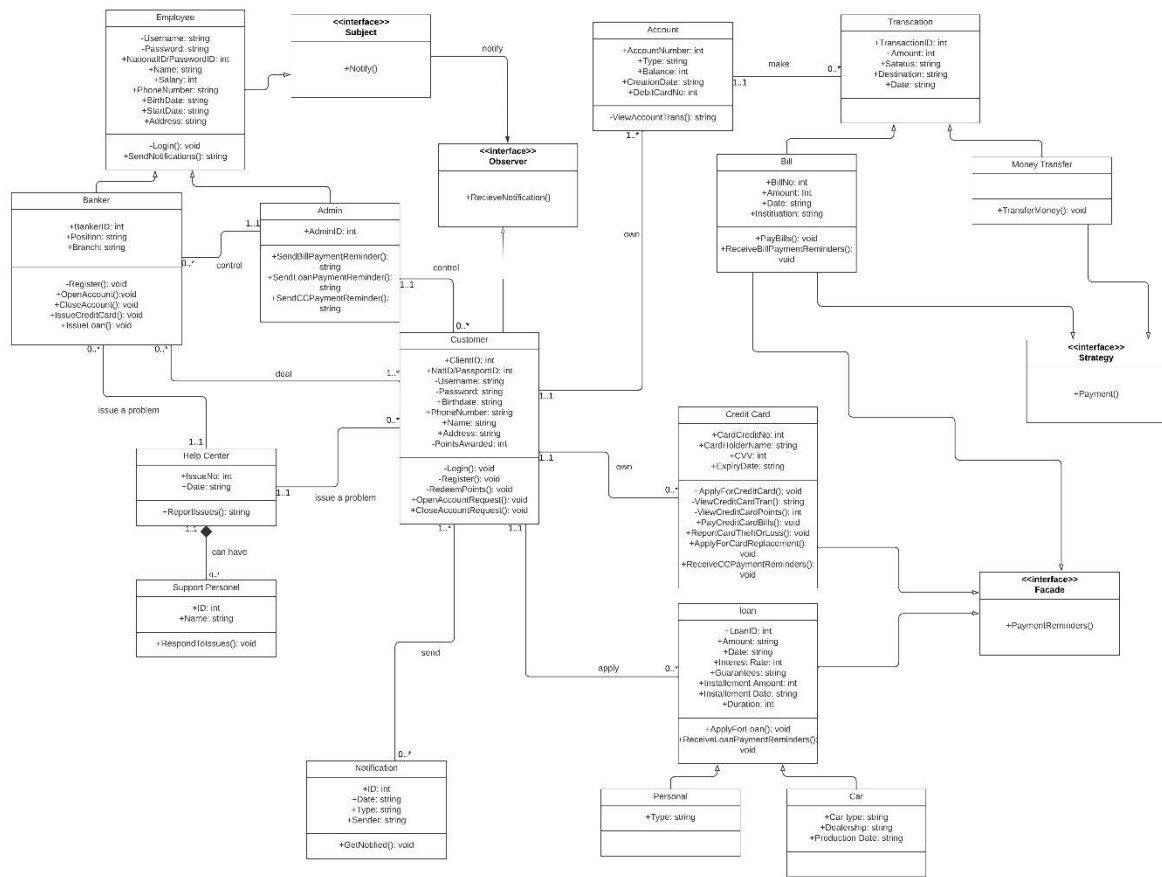 Employee
-Username: string
-Password: string
+NationalID/PasswordID: int
+Name: string
+Salary: int
+PhoneNumber: string
+BirthDate: string
+StartDate: string
+Address: string
-Login(): void
+SendNotifications(): string
<<interface>>
Subject
+Notify()
notify
<<interface>>
Observer
+RecieveNotification()
Account
+AccountNumber: int
+Type: string
+Balance: int
+CreationDate: string
+DebitCardNo: int
-ViewAccountTrans(): string
make
1..1
0..*
Transcation
+TransactionID: int
+Amount: int
+Satatus: string
+Destination: string
+Date: string
Bill
+BillNo: int
+Amount: Int
+Date: string
+Instituation: string
+PayBills(): void
+ReceiveBillPaymentReminders():
void
Money Transfer
+TransferMoney(): void
<<interface>>
Strategy
+Payment()
Banker
+BankerID: int
+Position: string
+Branch: string
-Register(): void
+OpenAccount():void
+CloseAccount(): void
+IssueCreditCard(): void
+IssueLoan(): void
1..1
0..*
control
Admin
+AdminID: int
+SendBillPaymentReminder():
string
+SendLoanPaymentReminder():
string
+SendCCPaymentReminder():
string
control
1..1
0..*
1..*
own
1..1
Customer
+ClientID: int
+NatID/PassportID: int
-Username: string
-Password: string
+Birthdate: string
+PhoneNumber: string
+Name: string
+Address: string
-PointsAwarded: int
-Login(): void
-Register(): void
-RedeemPoints(): void
+OpenAccountRequest(): void
+CloseAccountRequest(): void
0..*
0..*
deal
1..*
issue a problem
1..1
0..*
issue a problem
1..1
Help Center
+IssueNo: int
+Date: string
+ReportIssues(): string
1..1
can have
0..*
Support Personel
+ID: int
+Name: string
+RespondToIssues(): void
1..1
own
0..*
Credit Card
+CardCreditNo: int
+CardHolderName: string
+CVV: int
+ExpiryDate: string
+ApplyForCreditCard(): void
-ViewCreditCardTran(): string
-ViewCreditCardPoints(): int
+PayCreditCardBills(): void
+ReportCardTheftOrLoss(): void
+ApplyForCardReplacement():
void
+ReceiveCCPaymentReminders():
void
<<interface>>
Facade
+PaymentReminders()
1..*
send
0..*
1..1
apply
0..*
loan
+LoanID: int
+Amount: string
+Date: string
+Interest Rate: int
+Guarantees: string
+Installement Amount: int
+Installement Date: string
+Duration: int
+ApplyForLoan(): void
+ReceiveLoanPaymentReminders():
void
Notification
+ID: int
+Date: string
+Type: string
+Sender: string
+GetNotified(): void
Personal
+Type: string
Car
+Car type: string
+Dealership: string
+Production Date: string